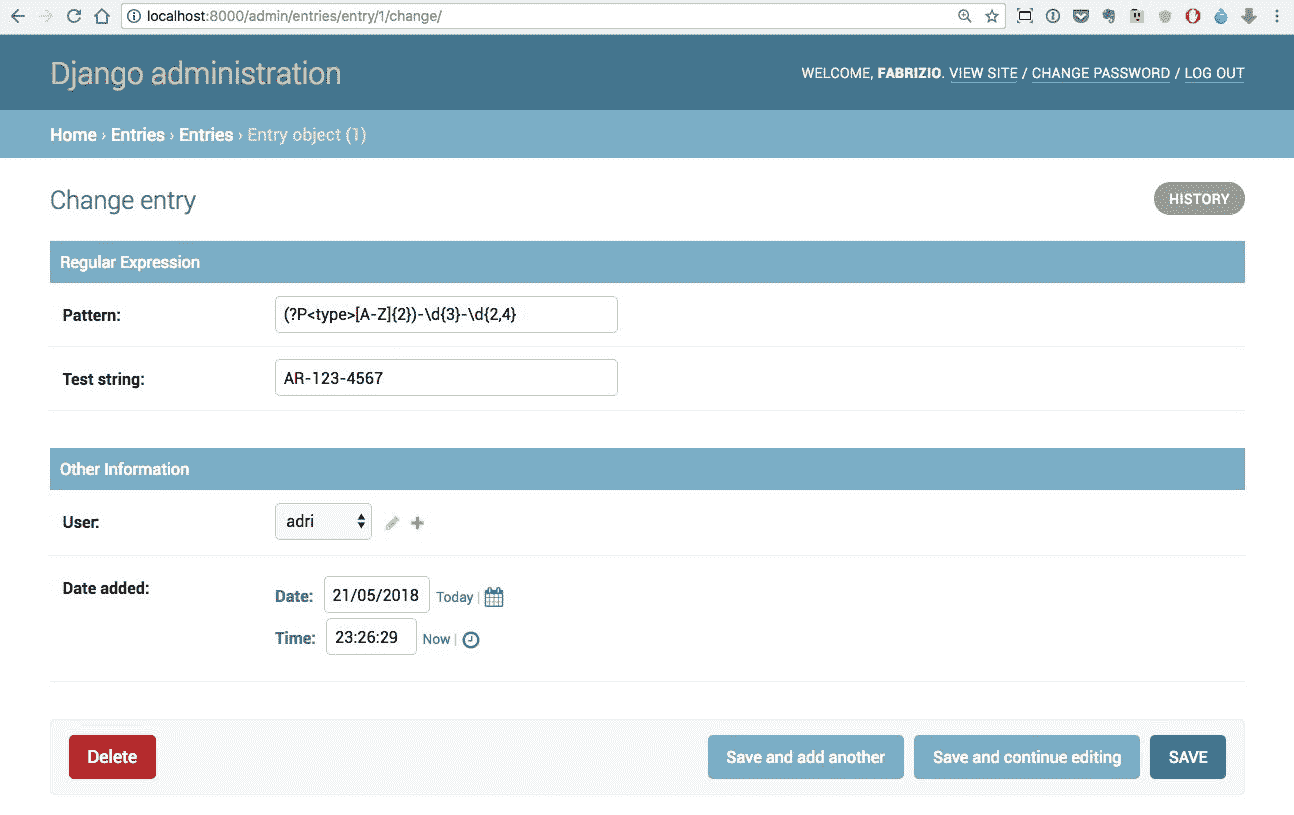 localhost:8000/admin/entries/entry/1/change/
Django administration
WELCOME, FABRIZIO. VIEW SITE / CHANGE PASSWORD / LOG OUT
Home › Entries › Entries › Entry object (1)
Change entry
HISTORY
Regular Expression
Pattern: (?P<type>[A-Z]{2})-\d{3}-\d{2,4}
Test string: AR-123-4567
Other Information
User: adri
Date added:
Date: 21/05/2018 Today |
Time: 23:26:29 Now |
Delete Save and add another Save and continue editing SAVE